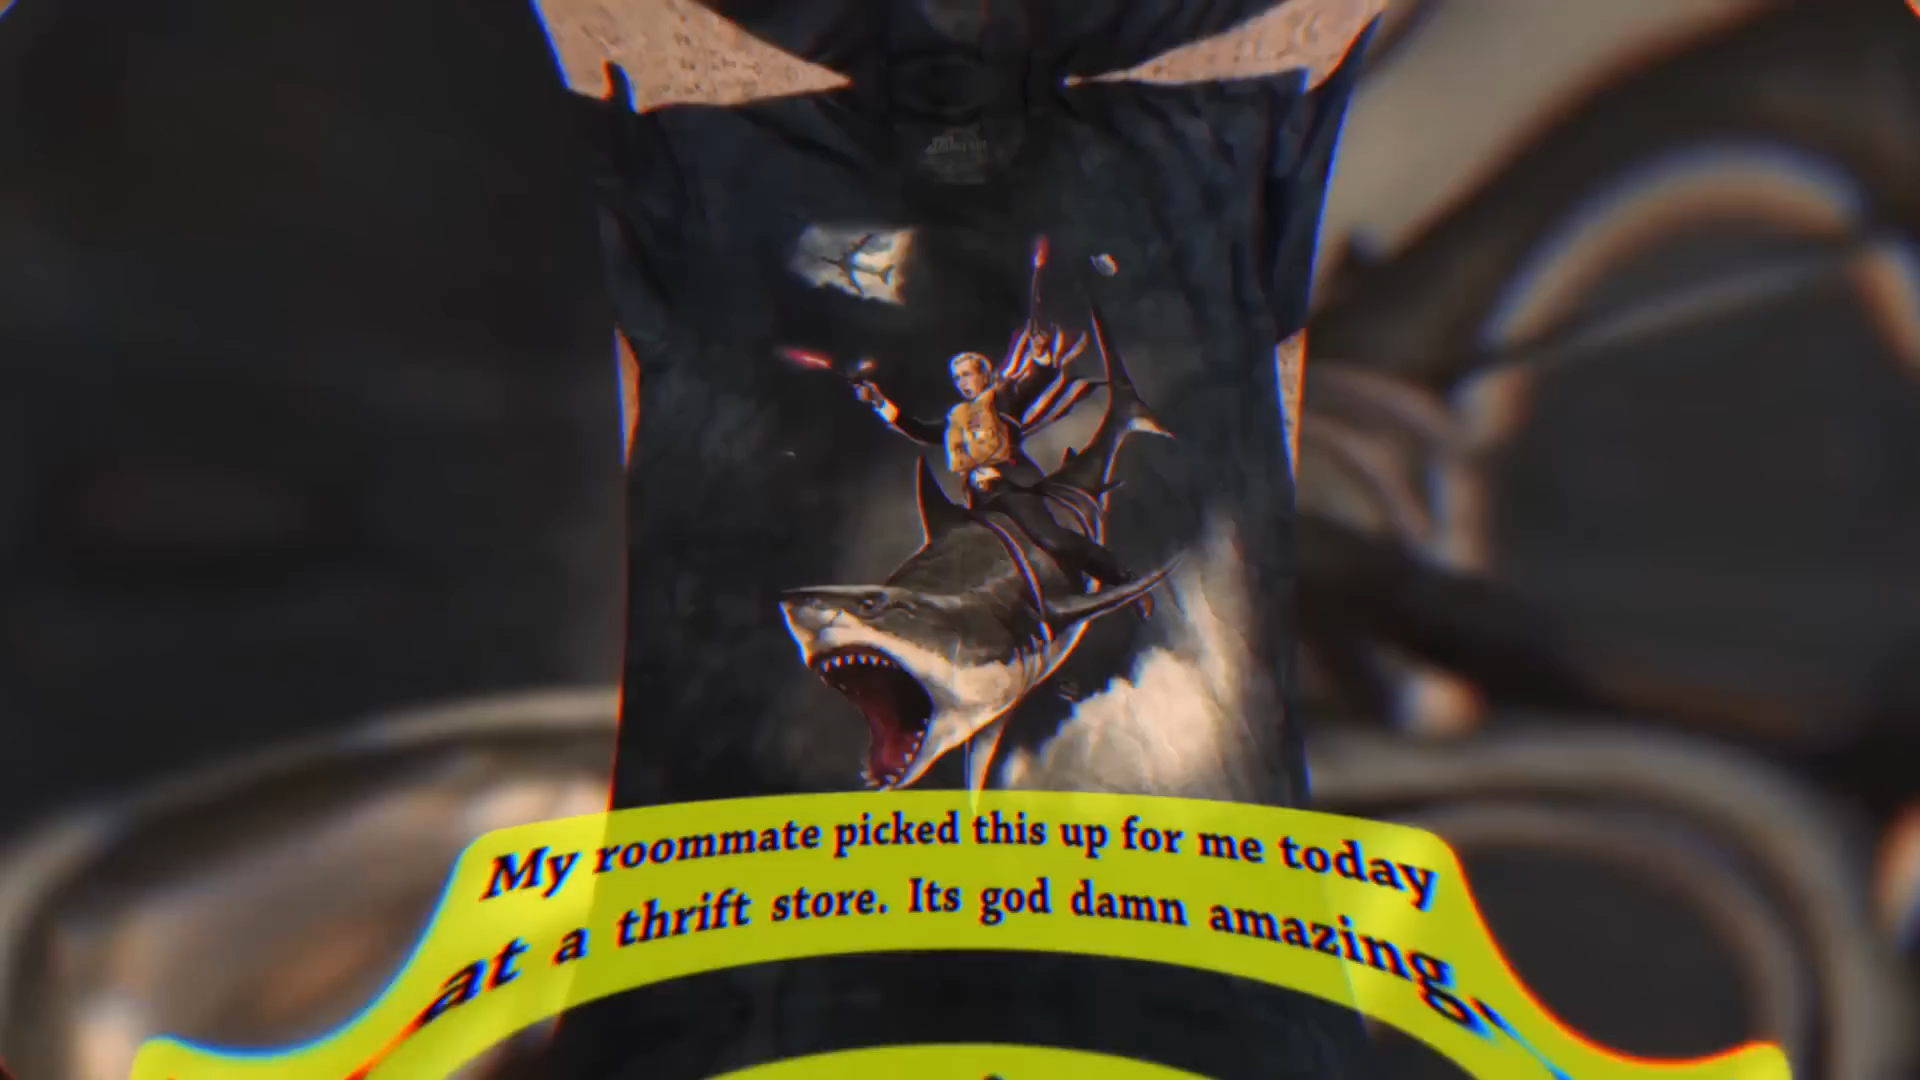 My roommate picked this up for me today
at a thrift store. Its god damn amazing.